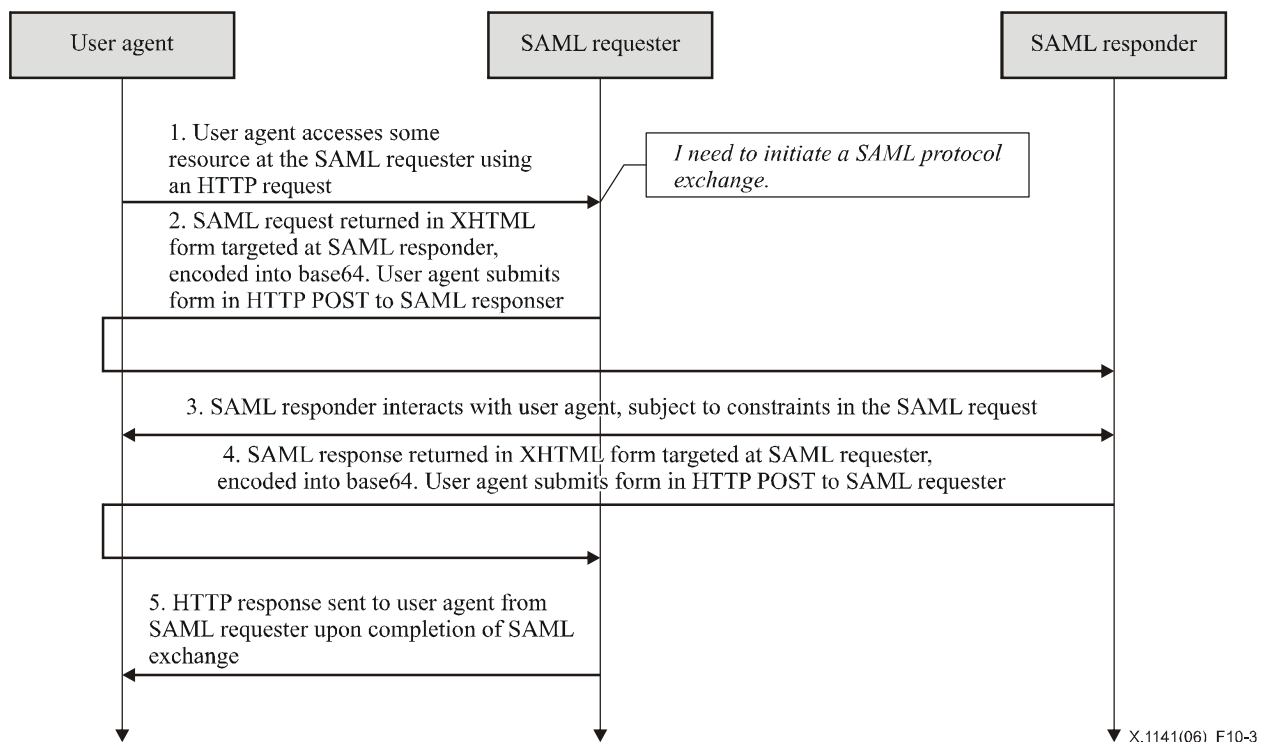 User agent
SAML requester
SAML responder
1. User agent accesses some
resource at the SAML requester using
an HTTP request
I need to initiate a SAML protocol
exchange.
2. SAML request returned in XHTML
form targeted at SAML responder,
encoded into base64. User agent submits
form in HTTP POST to SAML responser
3. SAML responder interacts with user agent, subject to constraints in the SAML request
4. SAML response returned in XHTML form targeted at SAML requester,
encoded into base64. User agent submits form in HTTP POST to SAML requester
5. HTTP response sent to user agent from
SAML requester upon completion of SAML
exchange
X.1141(06)_F10-3